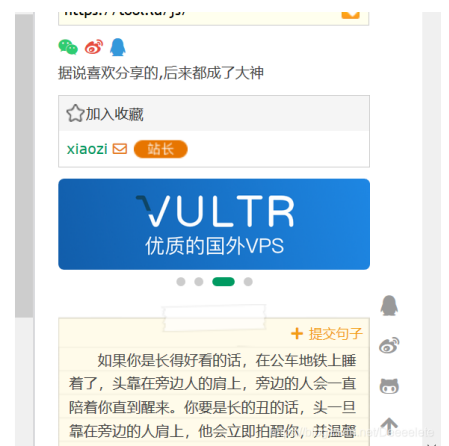 https://tool.lu/js/
据说喜欢分享的,后来都成了大神
加入收藏
xiaozi 站长
VULTR
优质的国外VPS
+ 提交句子
如果你是长得好看的话，在公车地铁上睡
着了，头靠在旁边人的肩上，旁边的人会一直
陪着你直到醒来。你要是长的丑的话，头一旦
靠在旁边的人肩上，他会立即拍醒你，并温馨